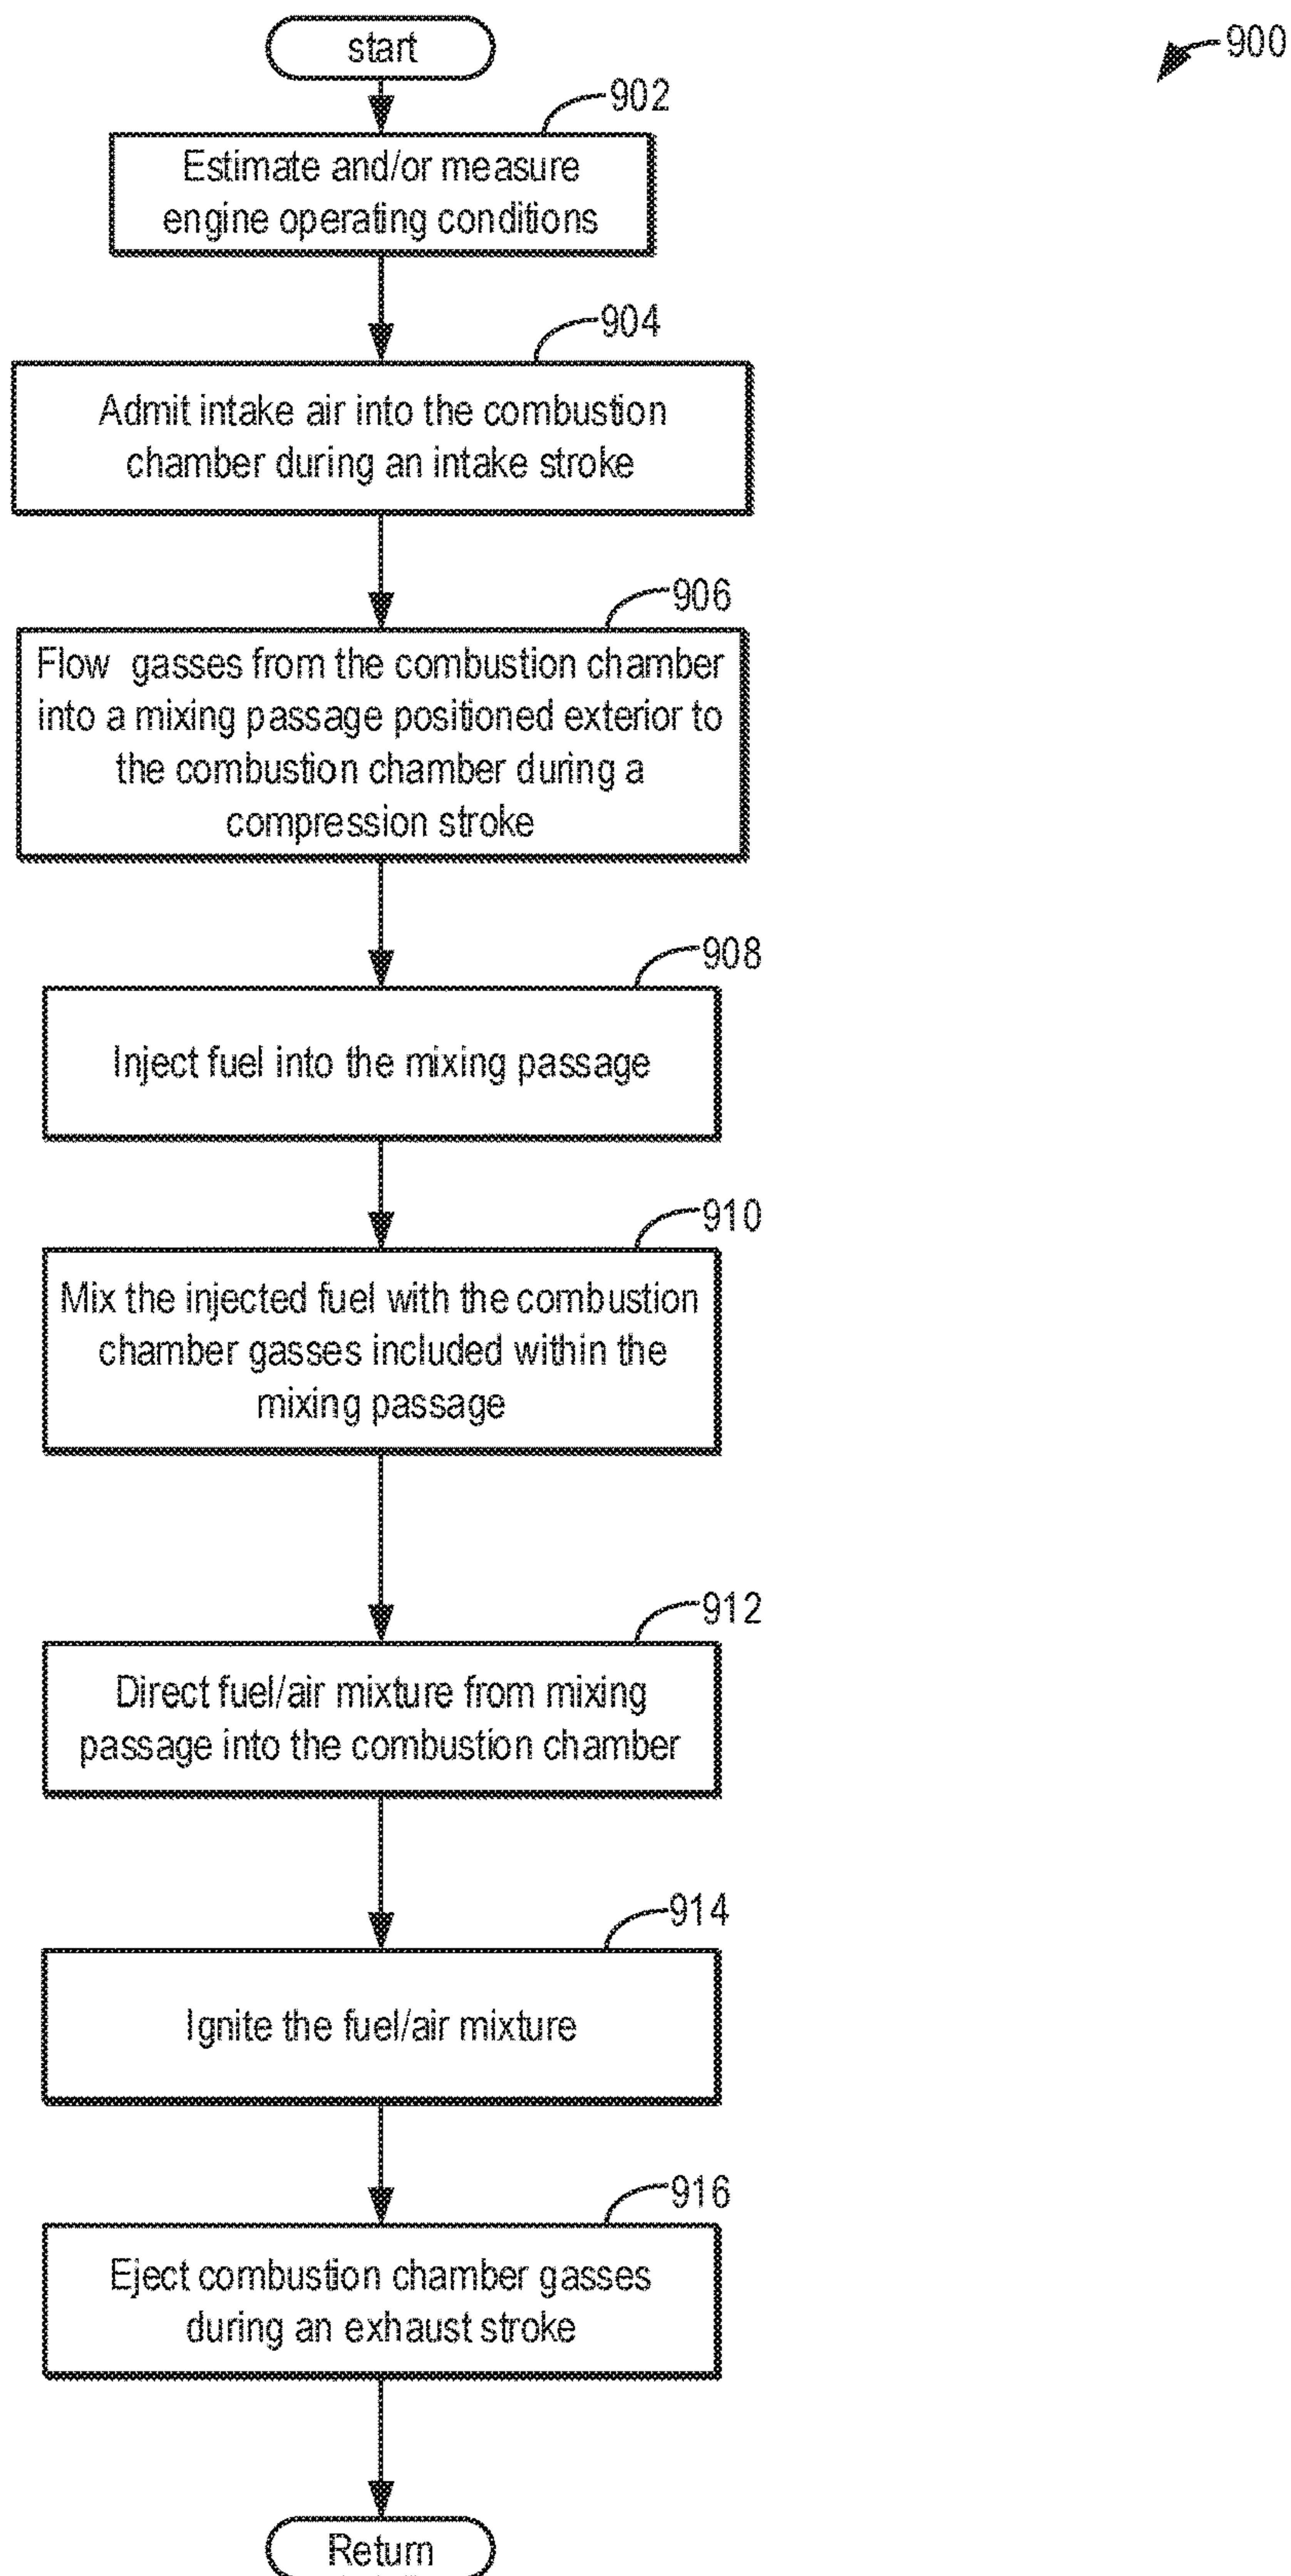 start
900
902
Estimate and/or measure
engine operating conditions
904
Admit intake air into the combustion
chamber during an intake stroke
906
Flow gasses from the combustion chamber
into a mixing passage positioned exterior to
the combustion chamber during a
compression stroke
908
Inject fuel into the mixing passage
910
Mix the injected fuel with the combustion
chamber gasses included within the
mixing passage
912
Direct fuel/air mixture from mixing
passage into the combustion chamber
914
Ignite the fuel/air mixture
916
Eject combustion chamber gasses
during an exhaust stroke
Return